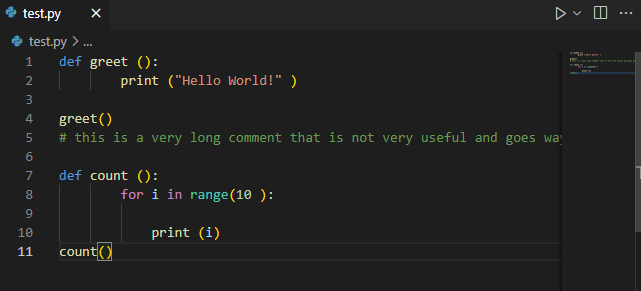 test.py ×
test.py > ...
1 def greet ():
2         print ("Hello World!" )
3
4 greet()
5 # this is a very long comment that is not very useful and goes way
6
7 def count ():
8         for i in range(10 ):
9
10             print (i)
11 count()